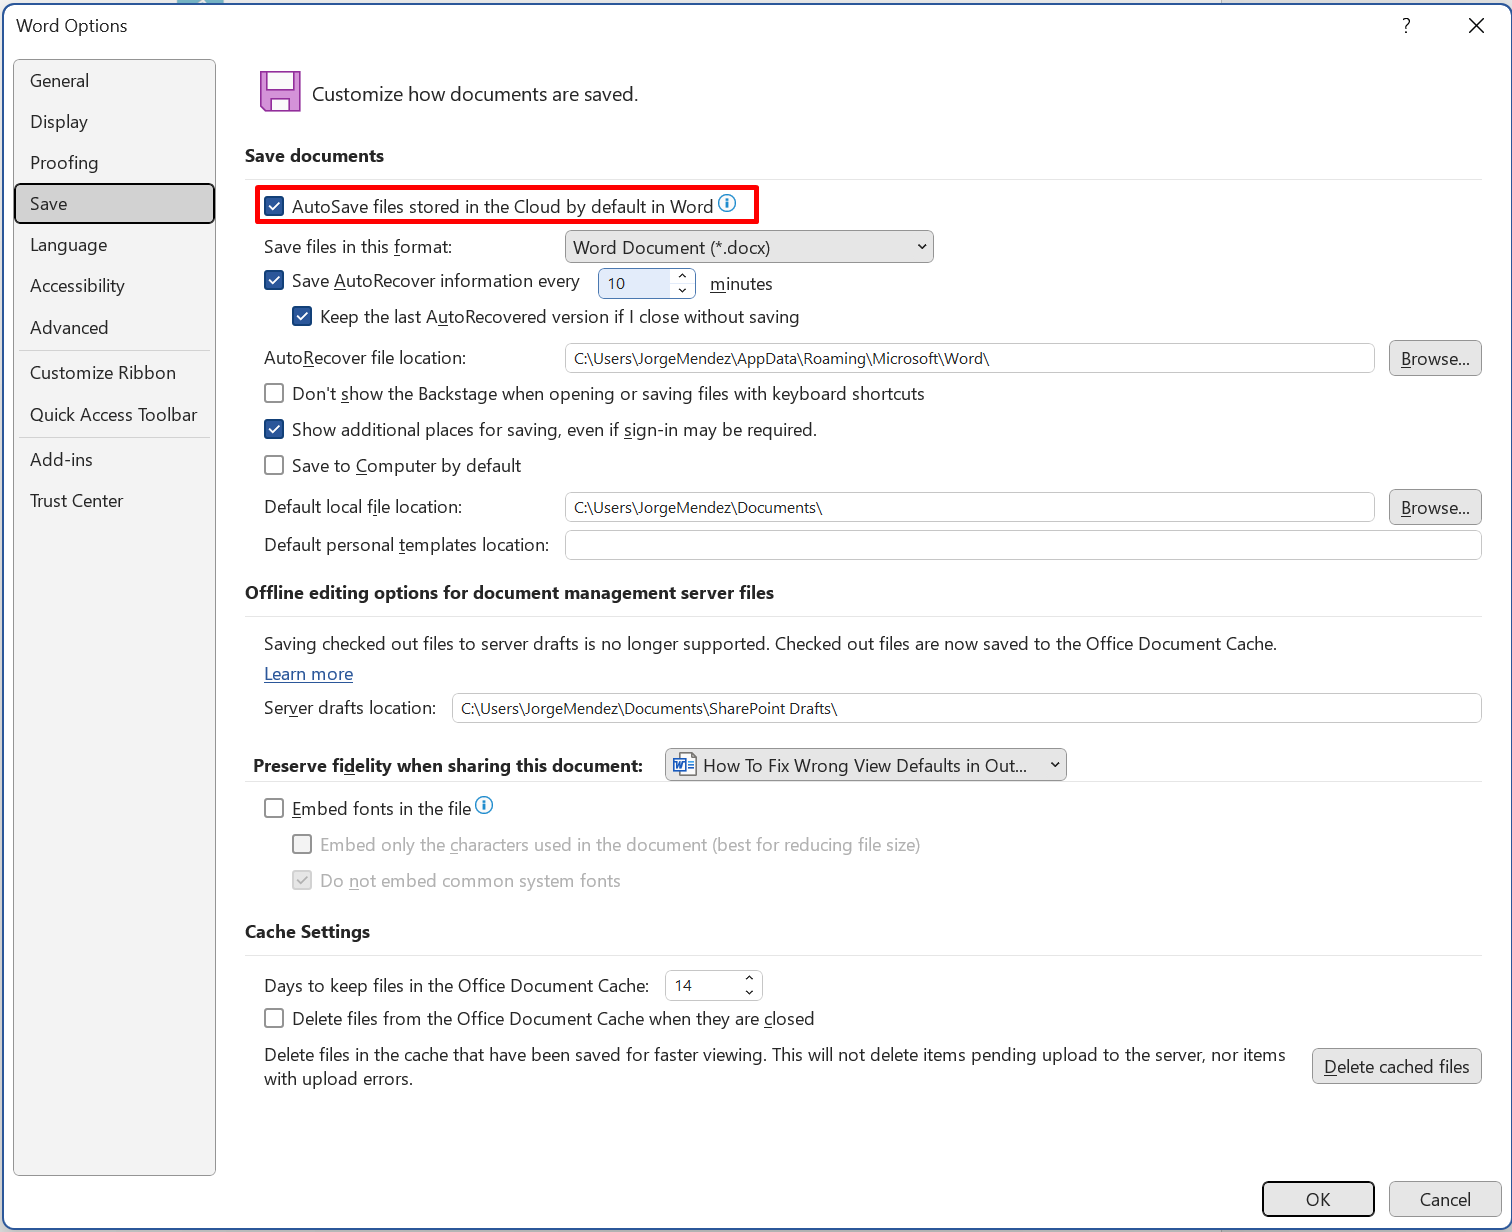 Word Options
?
General
Display
Proofing
Save
Language
Accessibility
Advanced
Customize Ribbon
Quick Access Toolbar
Add-ins
Trust Center
Customize how documents are saved.
Save documents
AutoSave files stored in the Cloud by default in Word
Save files in this format: Word Document (*.docx)
Save AutoRecover information every 10 minutes
Keep the last AutoRecovered version if I close without saving
AutoRecover file location: C:\Users\JorgeMendez\AppData\Roaming\Microsoft\Word\ Browse...
Don't show the Backstage when opening or saving files with keyboard shortcuts
Show additional places for saving, even if sign-in may be required.
Save to Computer by default
Default local file location: C:\Users\JorgeMendez\Documents\ Browse...
Default personal templates location:
Offline editing options for document management server files
Saving checked out files to server drafts is no longer supported. Checked out files are now saved to the Office Document Cache.
Learn more
Server drafts location: C:\Users\JorgeMendez\Documents\SharePoint Drafts\
Preserve fidelity when sharing this document: How To Fix Wrong View Defaults in Out...
Embed fonts in the file
Embed only the characters used in the document (best for reducing file size)
Do not embed common system fonts
Cache Settings
Days to keep files in the Office Document Cache: 14
Delete files from the Office Document Cache when they are closed
Delete files in the cache that have been saved for faster viewing. This will not delete items pending upload to the server, nor items
with upload errors.
Delete cached files
OK
Cancel